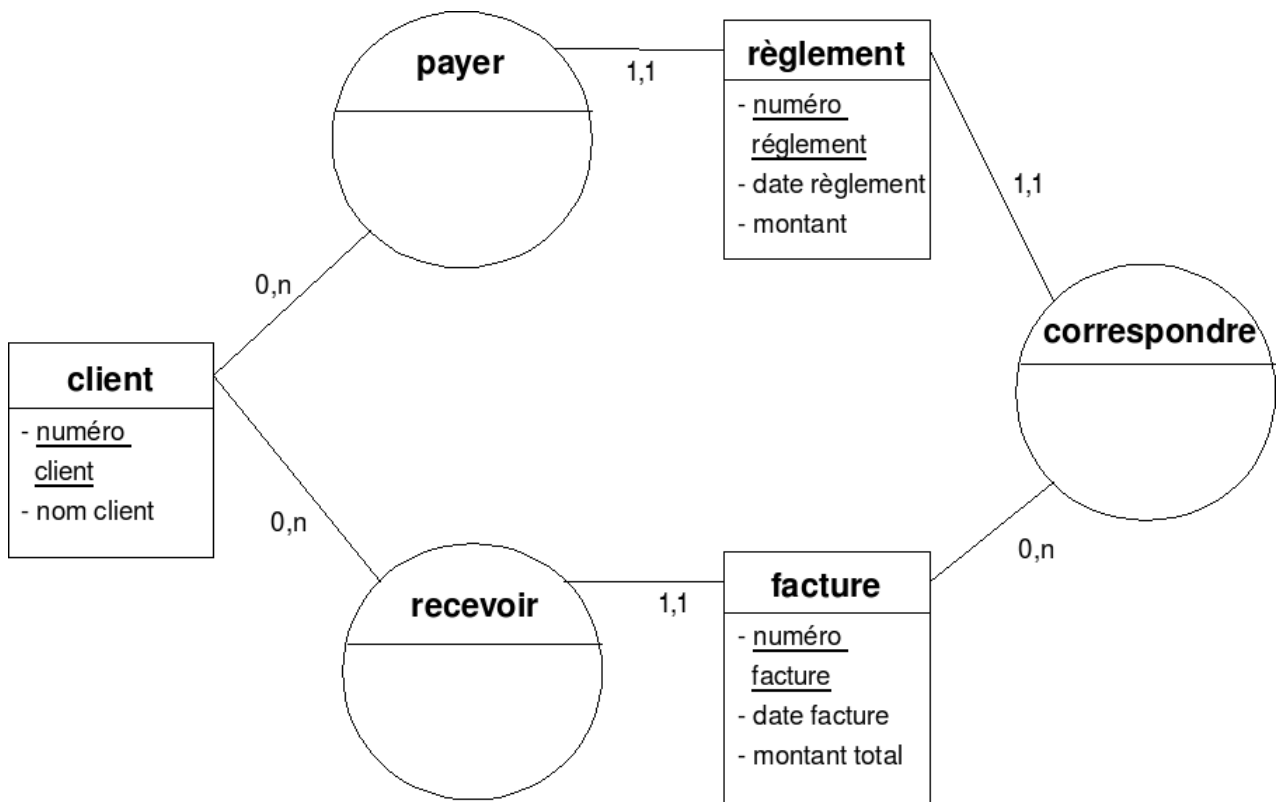 payer
1,1
règlement
- numéro
réglement
- date règlement
- montant
1,1
0,n
correspondre
client
- numéro
client
- nom client
0,n
0,n
recevoir
1,1
facture
- numéro
facture
- date facture
- montant total